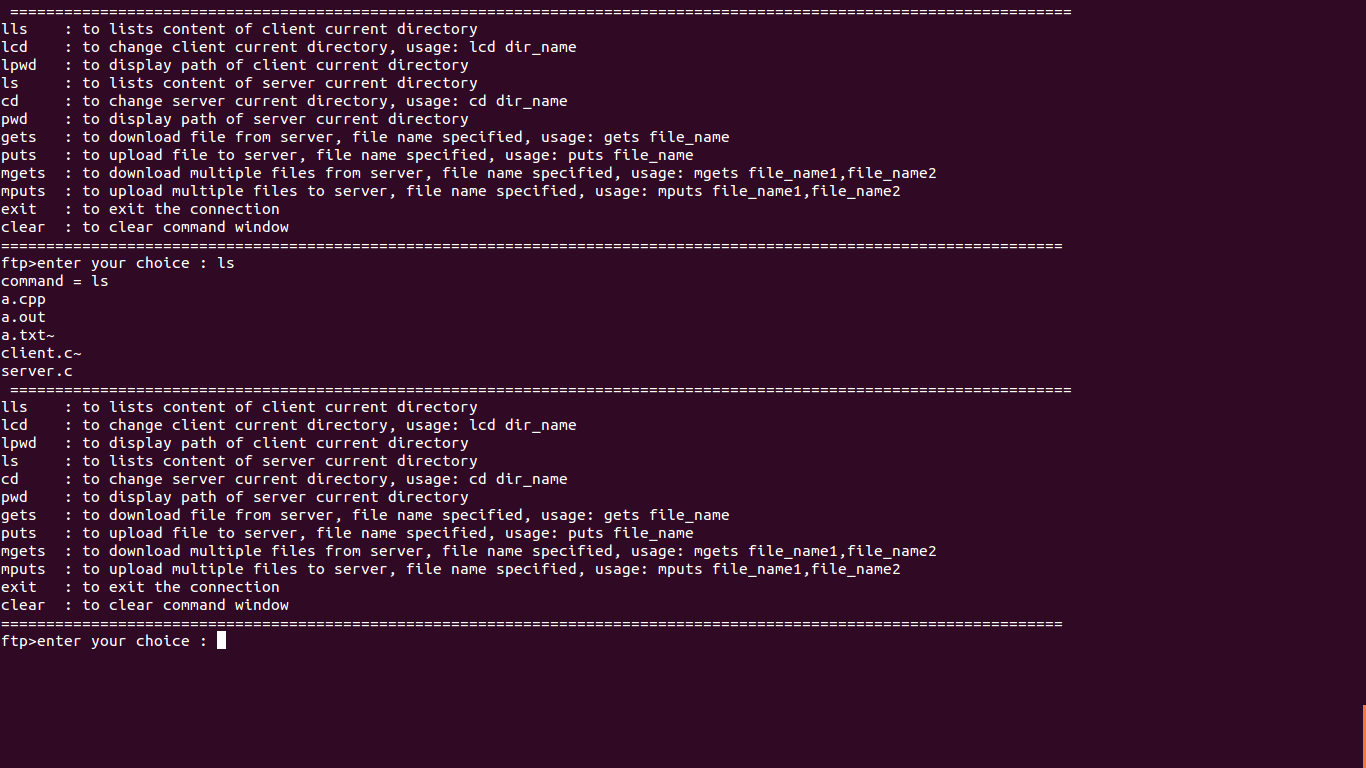 ======================================================================================================================
lls    : to lists content of client current directory
lcd    : to change client current directory, usage: lcd dir_name
lpwd   : to display path of client current directory
ls     : to lists content of server current directory
cd     : to change server current directory, usage: cd dir_name
pwd    : to display path of server current directory
gets   : to download file from server, file name specified, usage: gets file_name
puts   : to upload file to server, file name specified, usage: puts file_name
mgets  : to download multiple files from server, file name specified, usage: mgets file_name1,file_name2
mputs  : to upload multiple files to server, file name specified, usage: mputs file_name1,file_name2
exit   : to exit the connection
clear  : to clear command window
======================================================================================================================
ftp>enter your choice : ls
command = ls
a.cpp
a.out
a.txt~
client.c~
server.c
======================================================================================================================
lls    : to lists content of client current directory
lcd    : to change client current directory, usage: lcd dir_name
lpwd   : to display path of client current directory
ls     : to lists content of server current directory
cd     : to change server current directory, usage: cd dir_name
pwd    : to display path of server current directory
gets   : to download file from server, file name specified, usage: gets file_name
puts   : to upload file to server, file name specified, usage: puts file_name
mgets  : to download multiple files from server, file name specified, usage: mgets file_name1,file_name2
mputs  : to upload multiple files to server, file name specified, usage: mputs file_name1,file_name2
exit   : to exit the connection
clear  : to clear command window
======================================================================================================================
ftp>enter your choice :